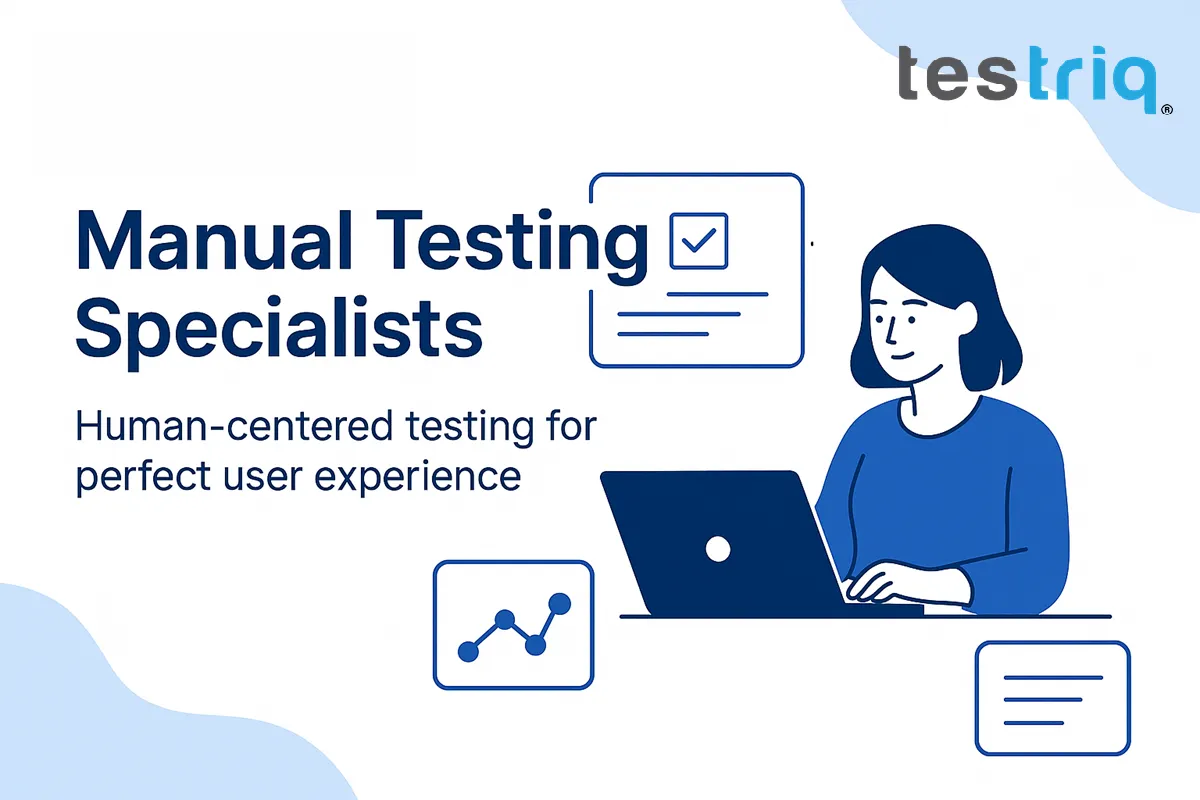 testriq®
Manual Testing
Specialists
Human-centered testing for
perfect user experience